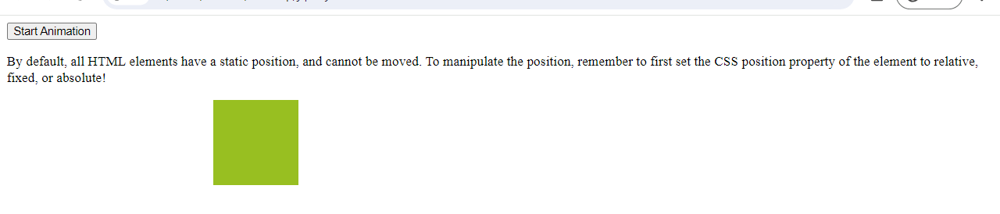 Start Animation
By default, all HTML elements have a static position, and cannot be moved. To manipulate the position, remember to first set the CSS position property of the element to relative,
fixed, or absolute!